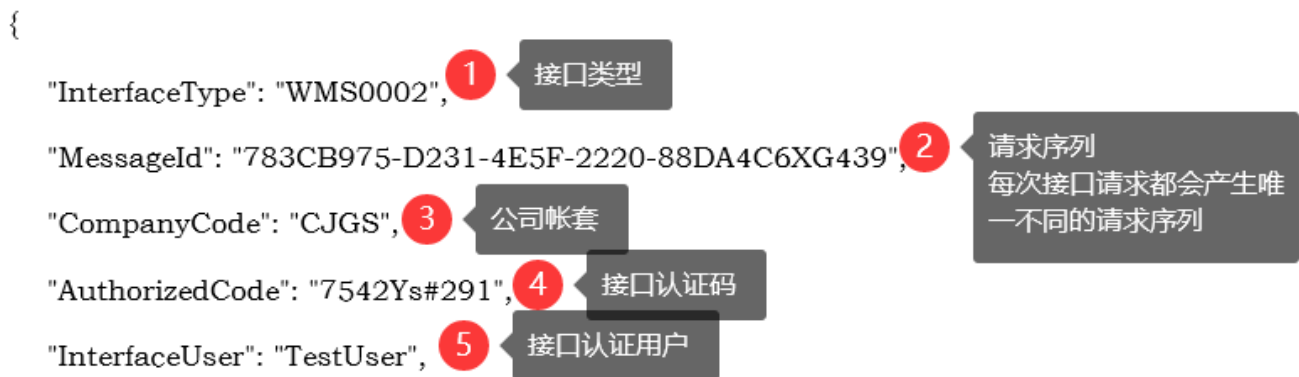 {
"InterfaceType": "WMS0002", 1 接口类型
"MessageId": "783CB975-D231-4E5F-2220-88DA4C6XG439", 2 请求序列
每次接口请求都会产生唯
一不同的请求序列
"CompanyCode": "CJGS", 3 公司帐套
"AuthorizedCode": "7542Ys#291", 4 接口认证码
"InterfaceUser": "TestUser", 5 接口认证用户